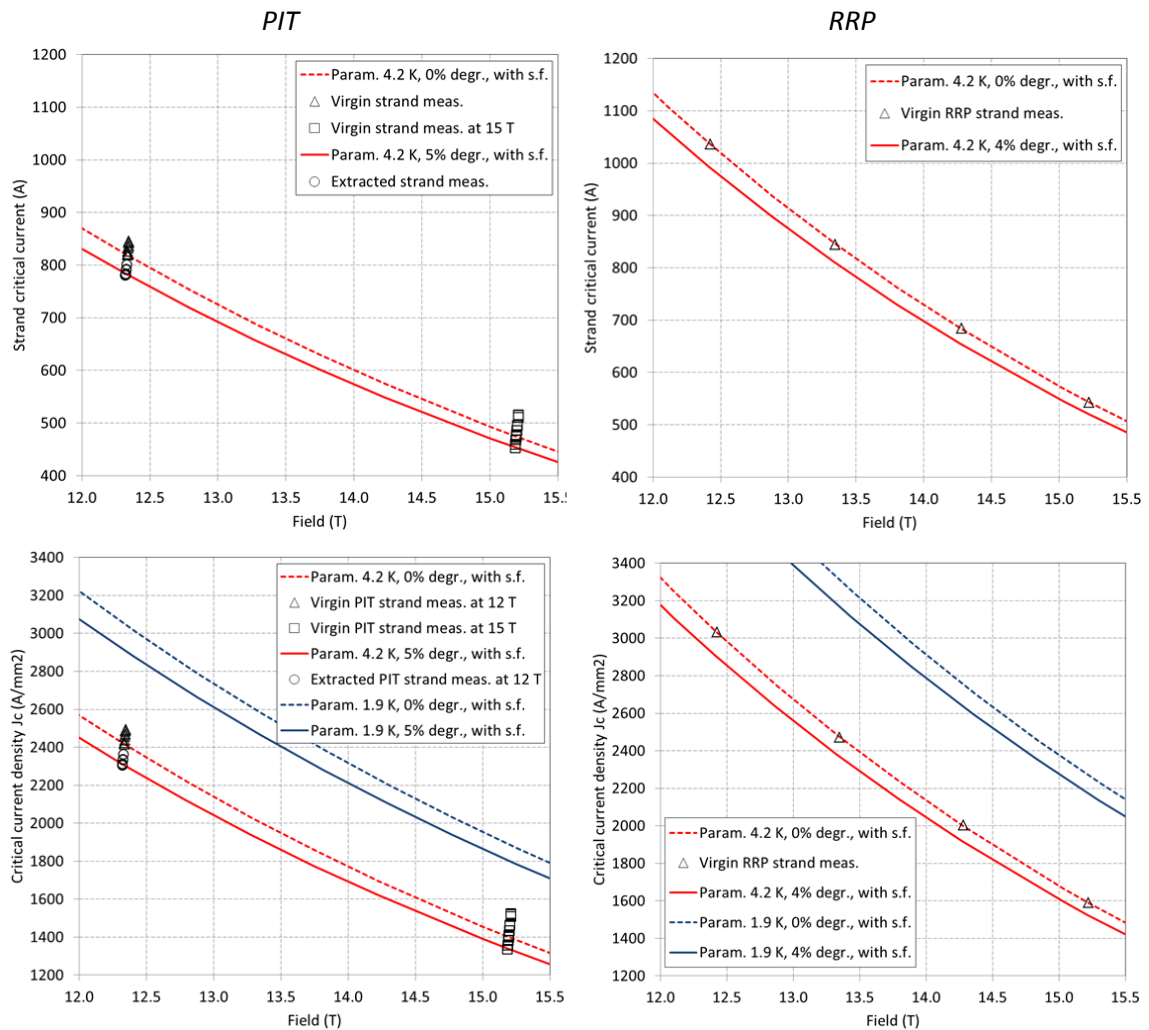 PIT
RRP
1200
1100
1000
900
800
700
600
500
400
Strand critical current (A)
Param. 4.2 K, 0% degr., with s.f.
Virgin strand meas.
Virgin strand meas. at 15 T
Param. 4.2 K, 5% degr., with s.f.
Extracted strand meas.
12.0 12.5 13.0 13.5 14.0 14.5 15.0 15.5
Field (T)
1200
1100
1000
900
800
700
600
500
400
Strand critical current (A)
Param. 4.2 K, 0% degr., with s.f.
Virgin RRP strand meas.
Param. 4.2 K, 4% degr., with s.f.
12.0 12.5 13.0 13.5 14.0 14.5 15.0 15.5
Field (T)
3400
3200
3000
2800
2600
2400
2200
2000
1800
1600
1400
1200
Critical current density Jc (A/mm2)
Param. 4.2 K, 0% degr., with s.f.
Virgin PIT strand meas. at 12 T
Virgin PIT strand meas. at 15 T
Param. 4.2 K, 5% degr., with s.f.
Extracted PIT strand meas. at 12 T
Param. 1.9 K, 0% degr., with s.f.
Param. 1.9 K, 5% degr., with s.f.
12.0 12.5 13.0 13.5 14.0 14.5 15.0 15.5
Field (T)
3400
3200
3000
2800
2600
2400
2200
2000
1800
1600
1400
1200
Critical current density Jc (A/mm2)
Param. 4.2 K, 0% degr., with s.f.
Virgin RRP strand meas.
Param. 4.2 K, 4% degr., with s.f.
Param. 1.9 K, 0% degr., with s.f.
Param. 1.9 K, 4% degr., with s.f.
12.0 12.5 13.0 13.5 14.0 14.5 15.0 15.5
Field (T)